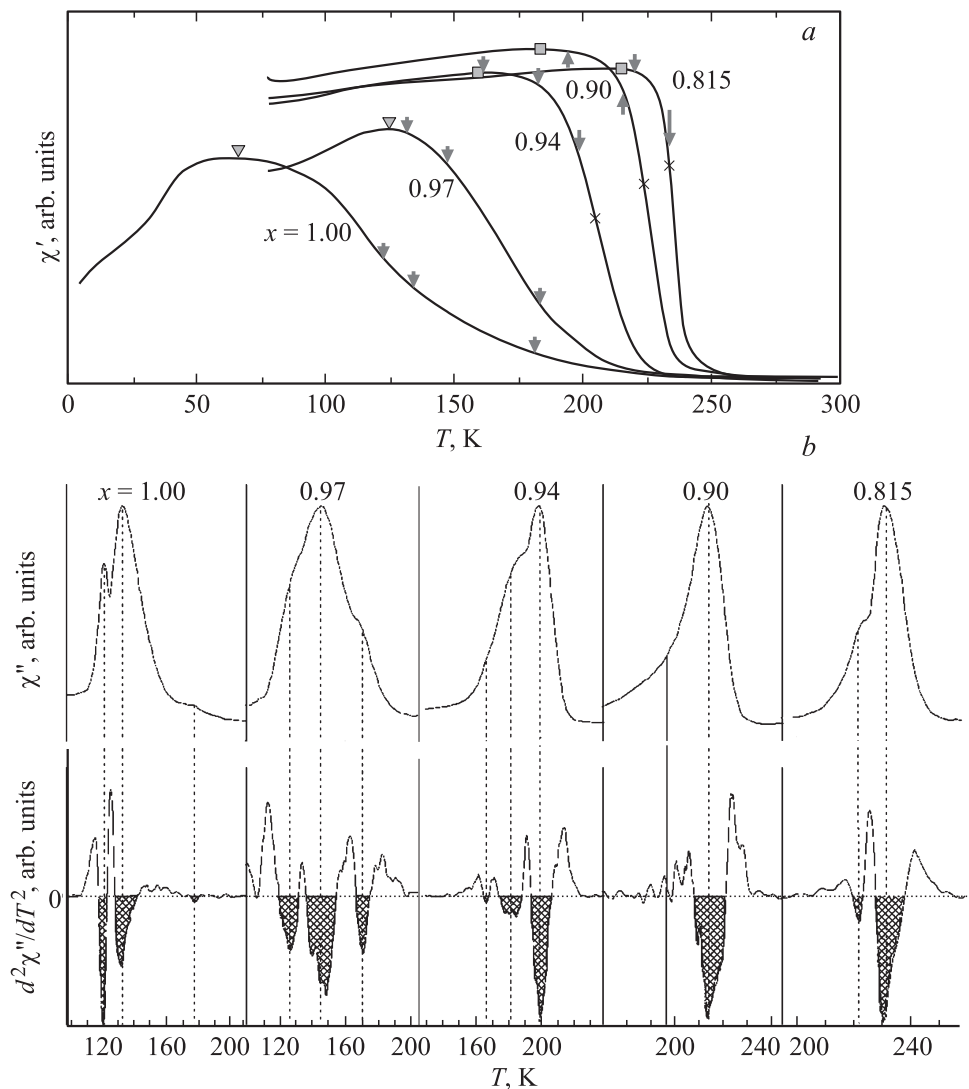 a
χ′, arb. units
0.815
0.90
0.94
0.97
x = 1.00
0 50 100 150 200 250 300
T, K
b
x = 1.00 0.97 0.94 0.90 0.815
χ″, arb. units
d²χ″/dT², arb. units
0
120 160 200 120 160 200 160 200 200 240 200 240
T, K